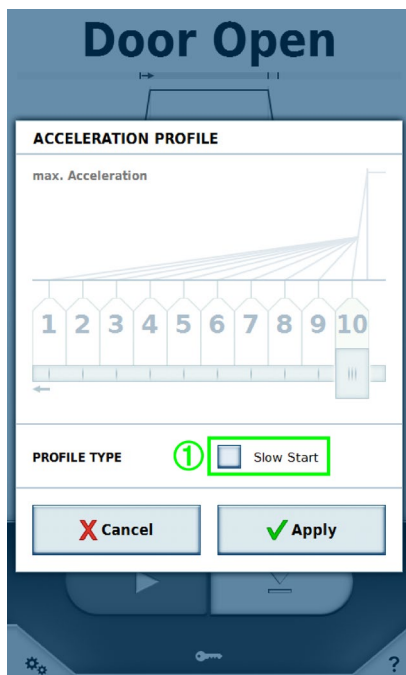 Door Open
ACCELERATION PROFILE
max. Acceleration
1 2 3 4 5 6 7 8 9 10
PROFILE TYPE ① Slow Start
Cancel Apply
?